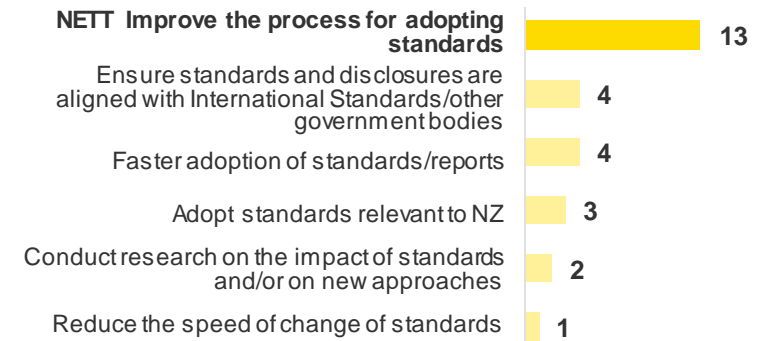 NETT Improve the process for adopting
standards
13
Ensure standards and disclosures are
aligned with International Standards/other
government bodies
4
Faster adoption of standards/reports
4
Adopt standards relevant to NZ
3
Conduct research on the impact of standards
and/or on new approaches
2
Reduce the speed of change of standards
1